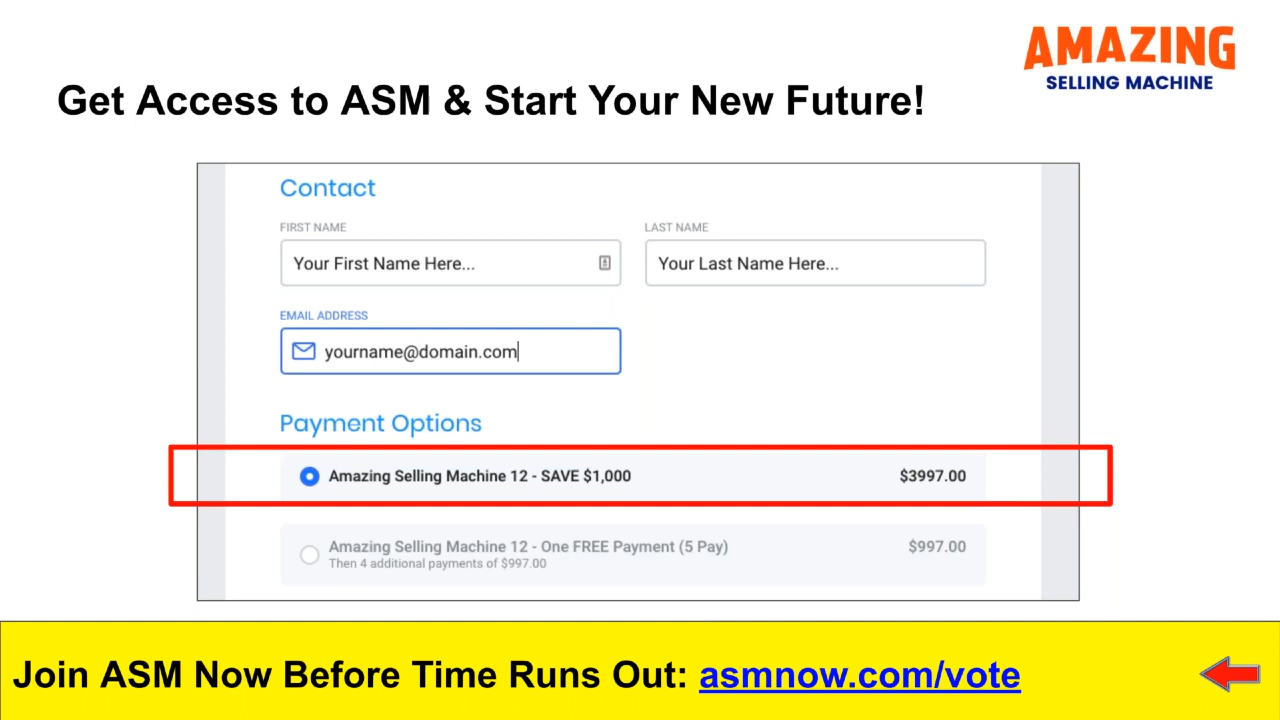 AMAZING
SELLING MACHINE
Get Access to ASM & Start Your New Future!
Contact
FIRST NAME
LAST NAME
Your First Name Here...
Your Last Name Here...
EMAIL ADDRESS
yourname@domain.com
Payment Options
Amazing Selling Machine 12 - SAVE $1,000 $3997.00
Amazing Selling Machine 12 - One FREE Payment (5 Pay) $997.00
Then 4 additional payments of $997.00
Join ASM Now Before Time Runs Out: asmnow.com/vote